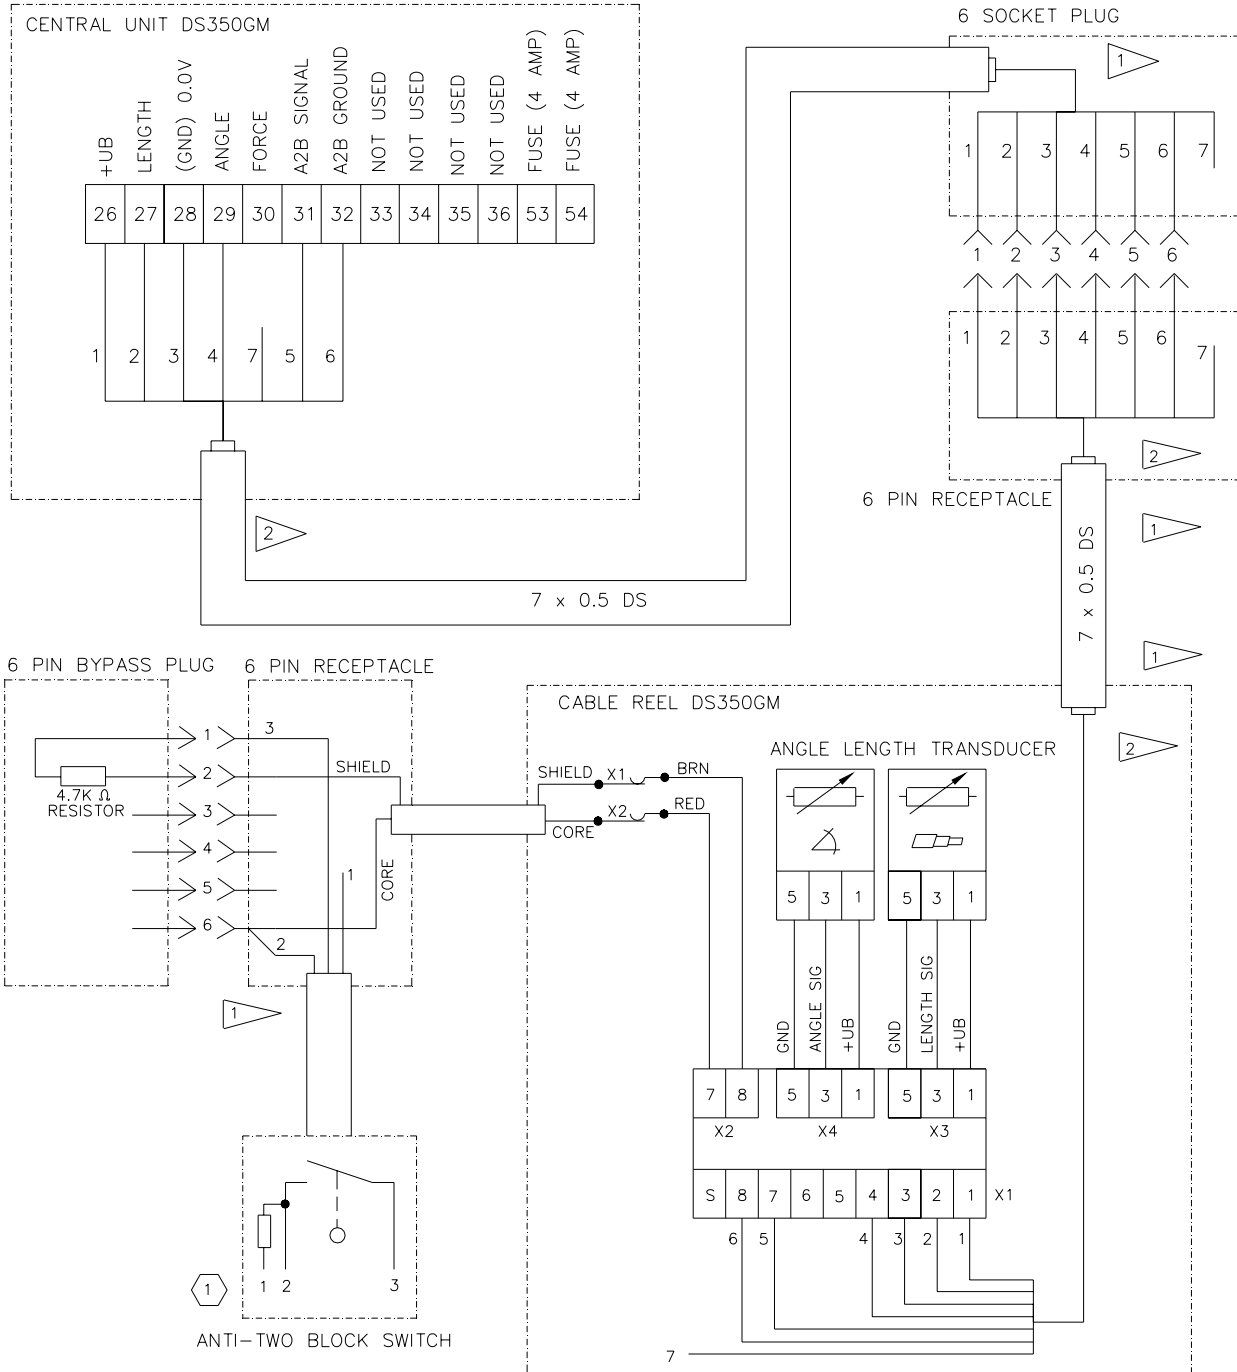 CENTRAL UNIT DS350GM
+UB
LENGTH
(GND) 0.0V
ANGLE
FORCE
A2B SIGNAL
A2B GROUND
NOT USED
NOT USED
NOT USED
NOT USED
FUSE (4 AMP)
FUSE (4 AMP)
26 27 28 29 30 31 32 33 34 35 36 53 54
1 2 3 4 7 5 6
2
7 x 0.5 DS
6 SOCKET PLUG
1
1 2 3 4 5 6 7
1 2 3 4 5 6
1 2 3 4 5 6 7
2
6 PIN RECEPTACLE
1
7 x 0.5 DS
1
2
6 PIN BYPASS PLUG
6 PIN RECEPTACLE
1
3
2
SHIELD
4.7K Ω
RESISTOR
3
4
5
6
1
CORE
2
1
1 2 3
1
ANTI-TWO BLOCK SWITCH
CABLE REEL DS350GM
SHIELD X1 BRN
CORE X2 RED
ANGLE LENGTH TRANSDUCER
5 3 1
5 3 1
GND
ANGLE SIG
+UB
GND
LENGTH SIG
+UB
7 8
5 3 1
5 3 1
X2 X4 X3
S 8 7 6 5 4 3 2 1 X1
6 5 4 3 2 1
7